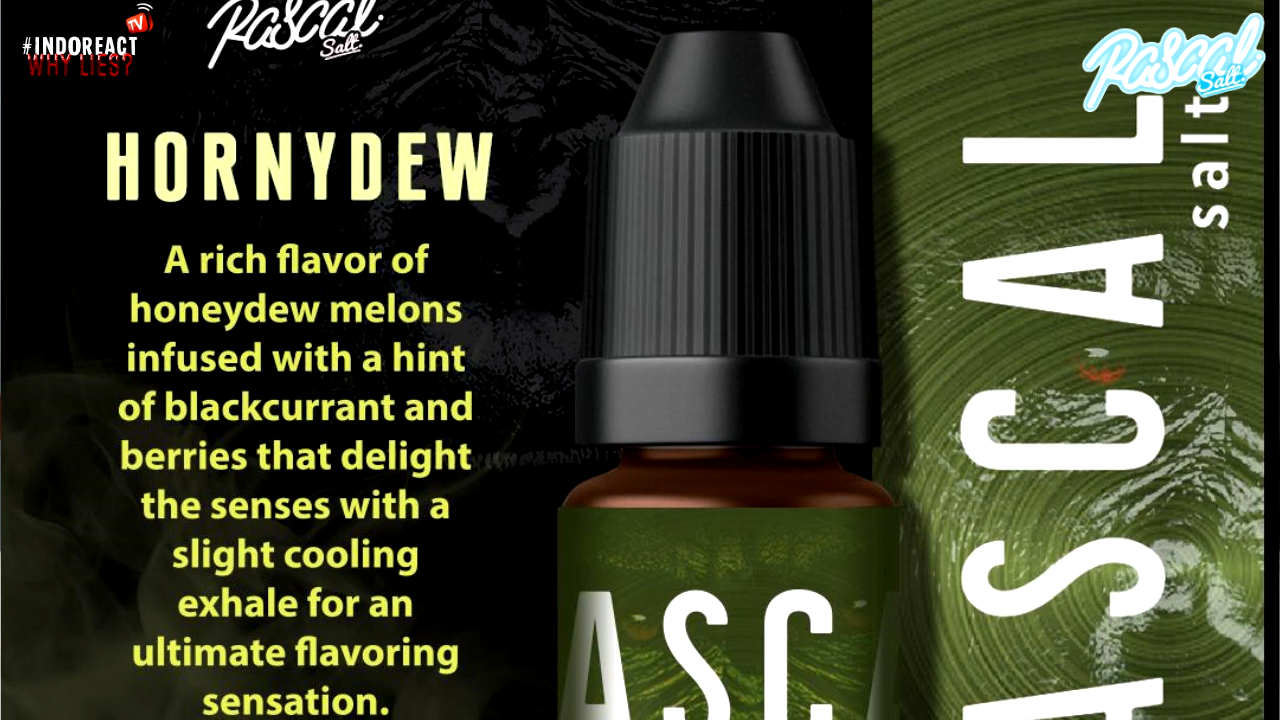 #INDOREACT
TV
WHY LIES?
Rascal
Salt.
HORNYDEW
A rich flavor of
honeydew melons
infused with a hint
of blackcurrant and
berries that delight
the senses with a
slight cooling
exhale for an
ultimate flavoring
sensation.
ASCA
ASCAL
salt
Rascal
Salt.